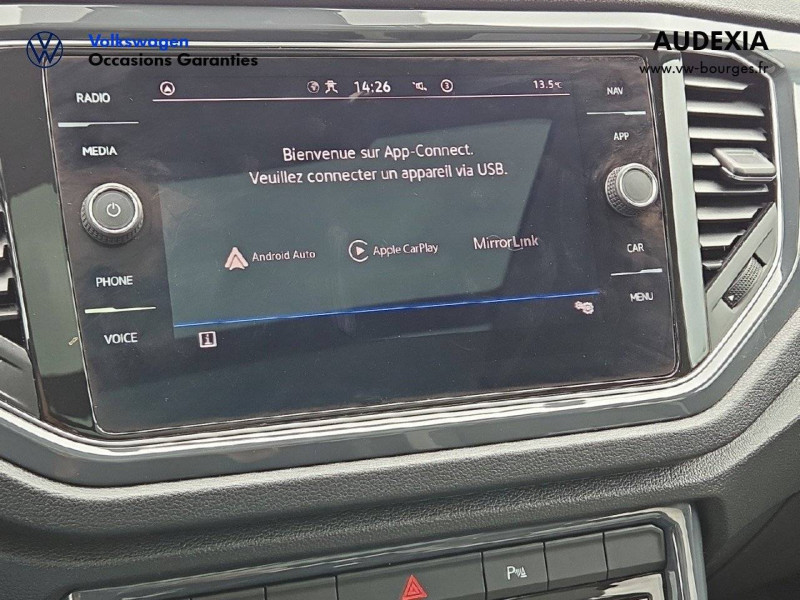 Volkswagen
Occasions Garanties
AUDEXIA
www.vw-bourges.fr
RADIO
MEDIA
PHONE
VOICE
14:26
13.5°C
Bienvenue sur App-Connect.
Veuillez connecter un appareil via USB.
Android Auto
Apple CarPlay
MirrorLink
NAV
APP
CAR
MENU
P